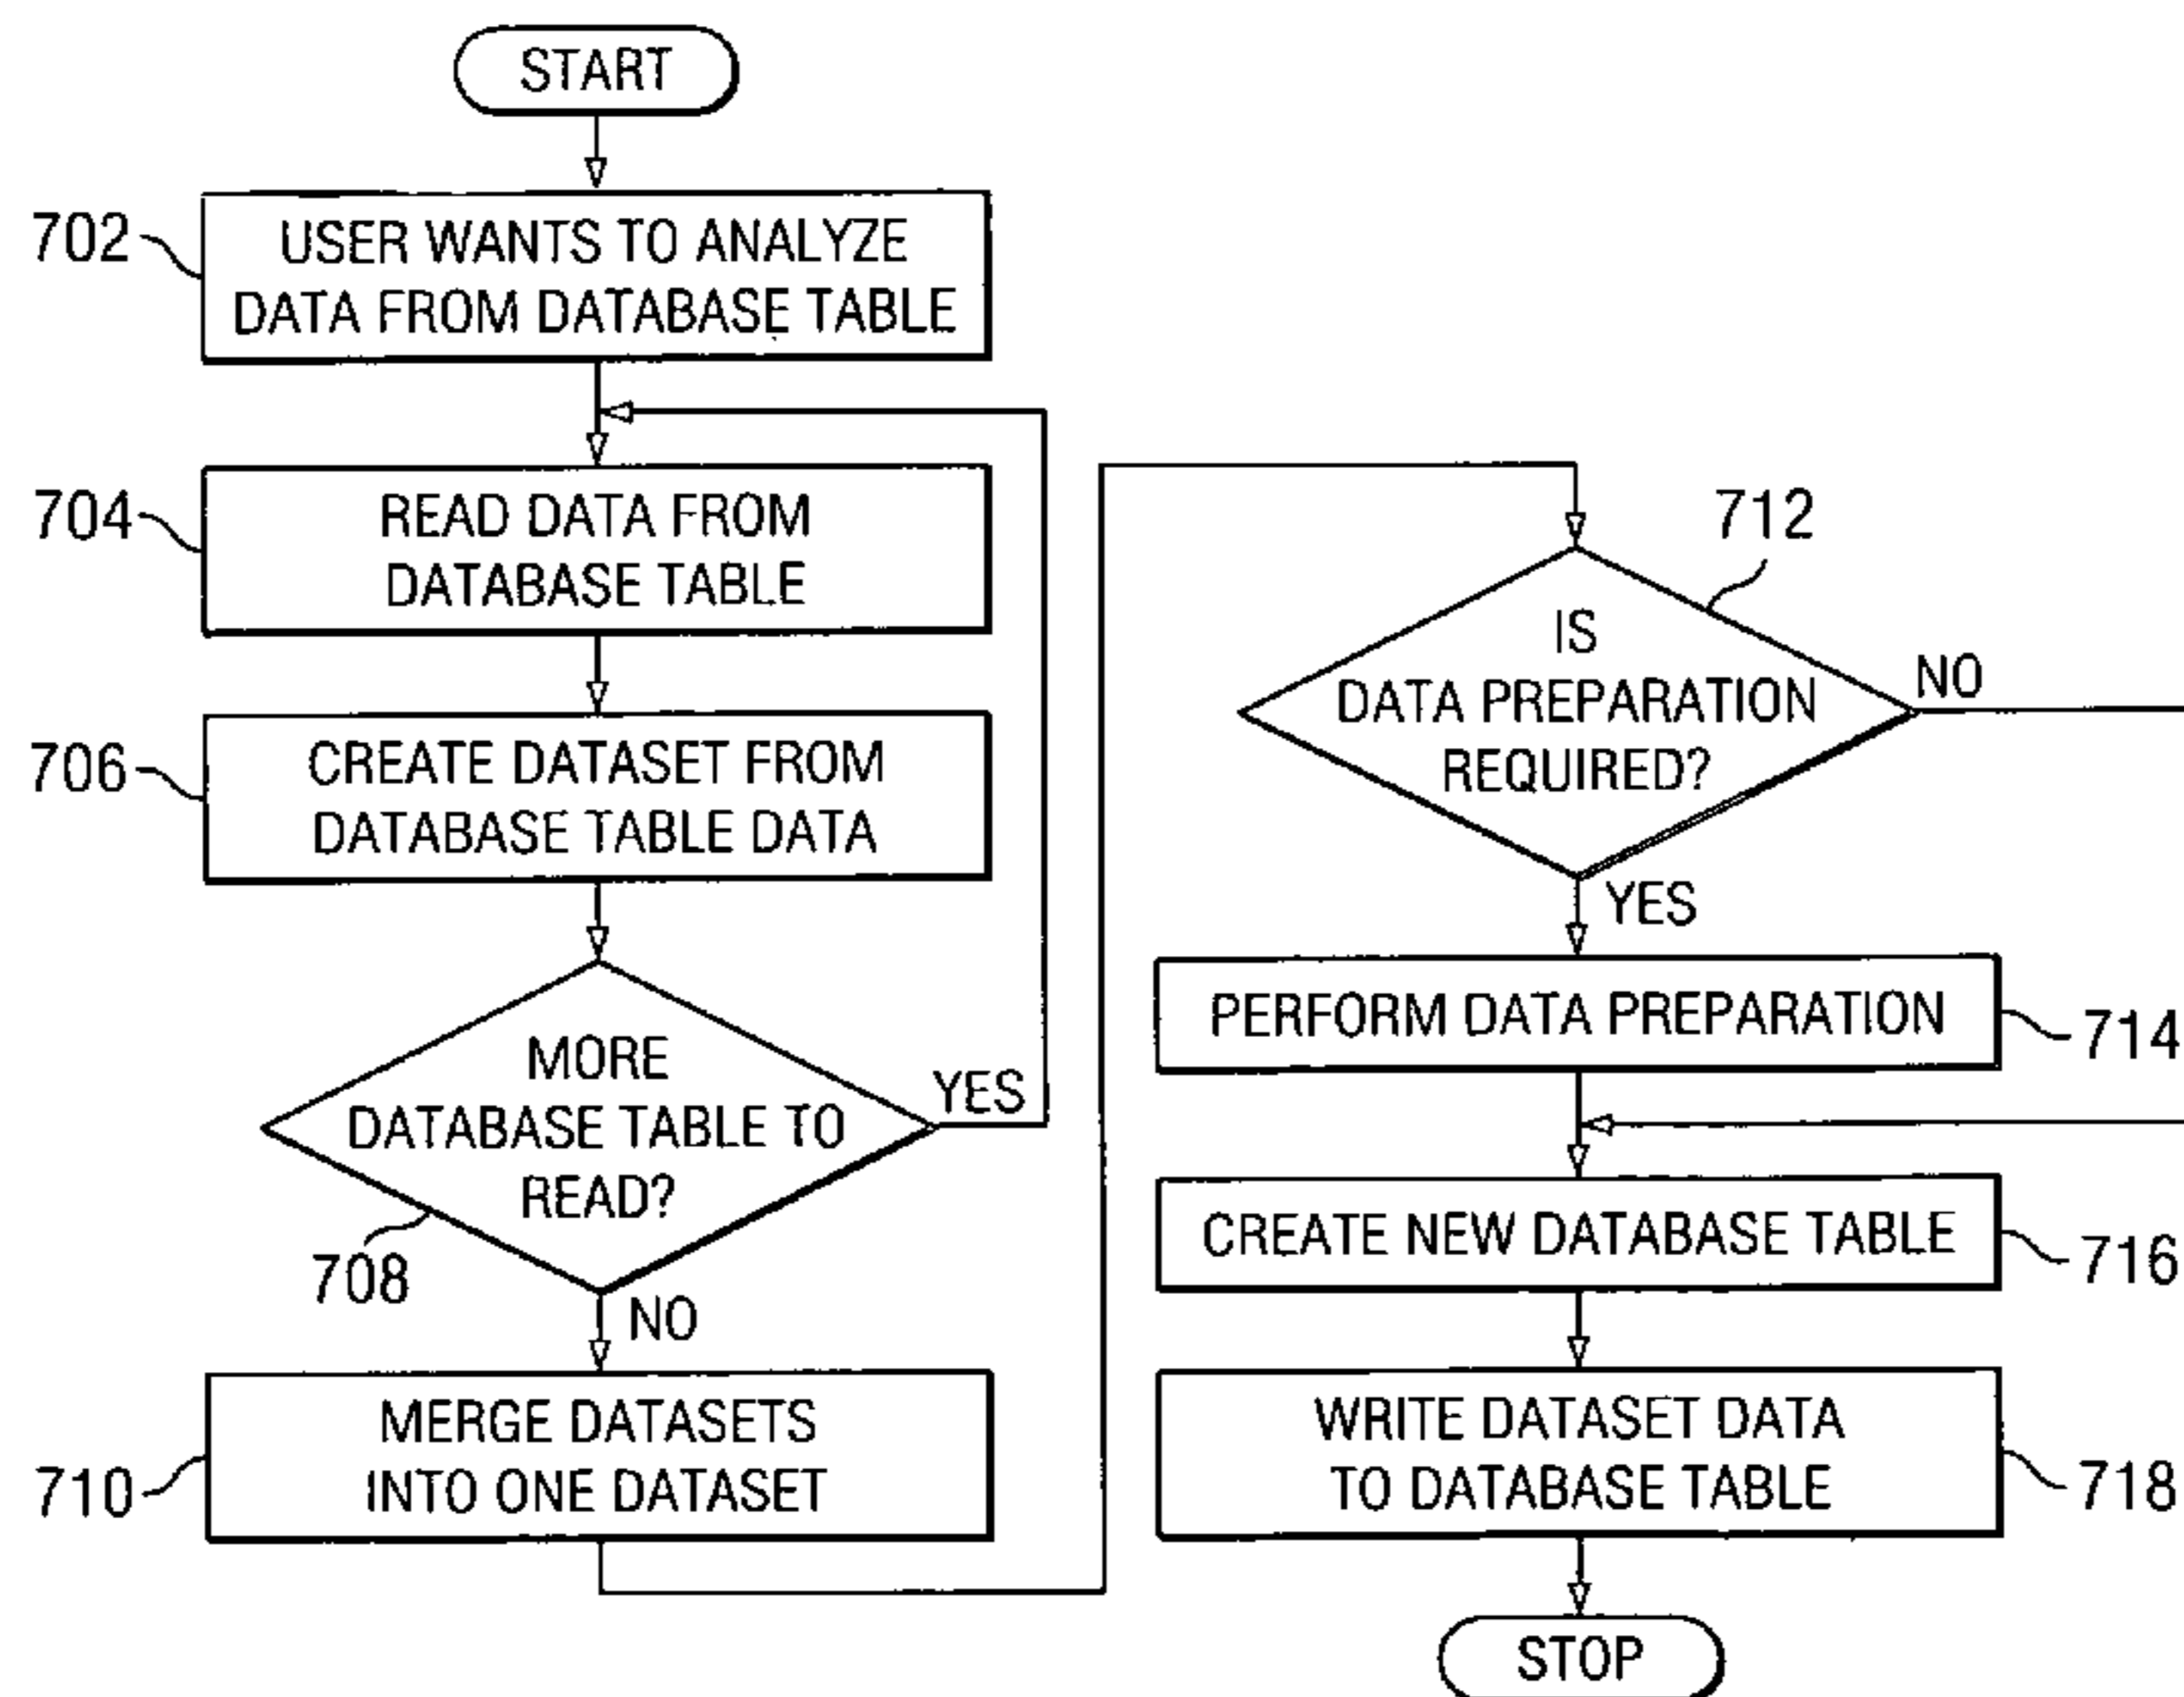 START
702
USER WANTS TO ANALYZE
DATA FROM DATABASE TABLE
704
READ DATA FROM
DATABASE TABLE
706
CREATE DATASET FROM
DATABASE TABLE DATA
MORE
DATABASE TABLE TO
READ?
YES
708
NO
710
MERGE DATASETS
INTO ONE DATASET
712
IS
DATA PREPARATION
REQUIRED?
NO
YES
PERFORM DATA PREPARATION
714
CREATE NEW DATABASE TABLE
716
WRITE DATASET DATA
TO DATABASE TABLE
718
STOP